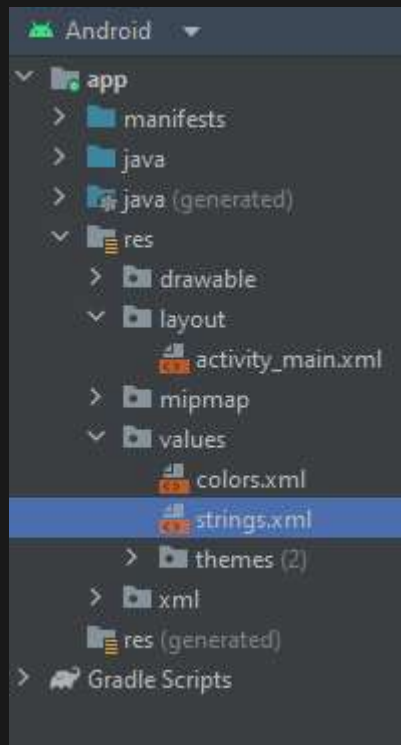 Android
app
manifests
java
java (generated)
res
drawable
layout
activity_main.xml
mipmap
values
colors.xml
strings.xml
themes (2)
xml
res (generated)
Gradle Scripts